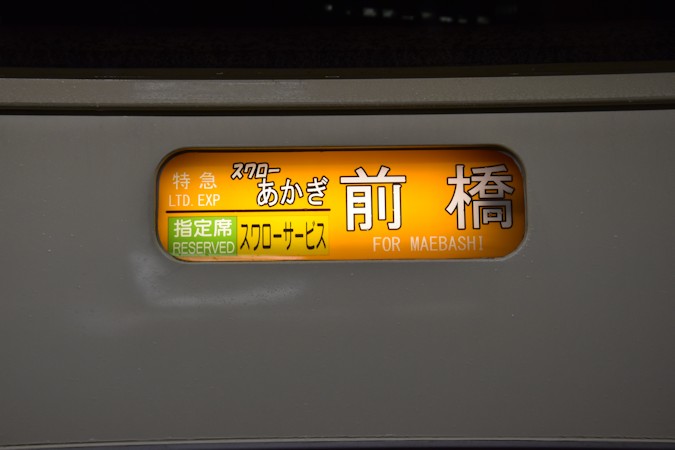 特急
LTD. EXP
スワロー
あかぎ
指定席
RESERVED
スワローサービス
前橋
FOR MAEBASHI